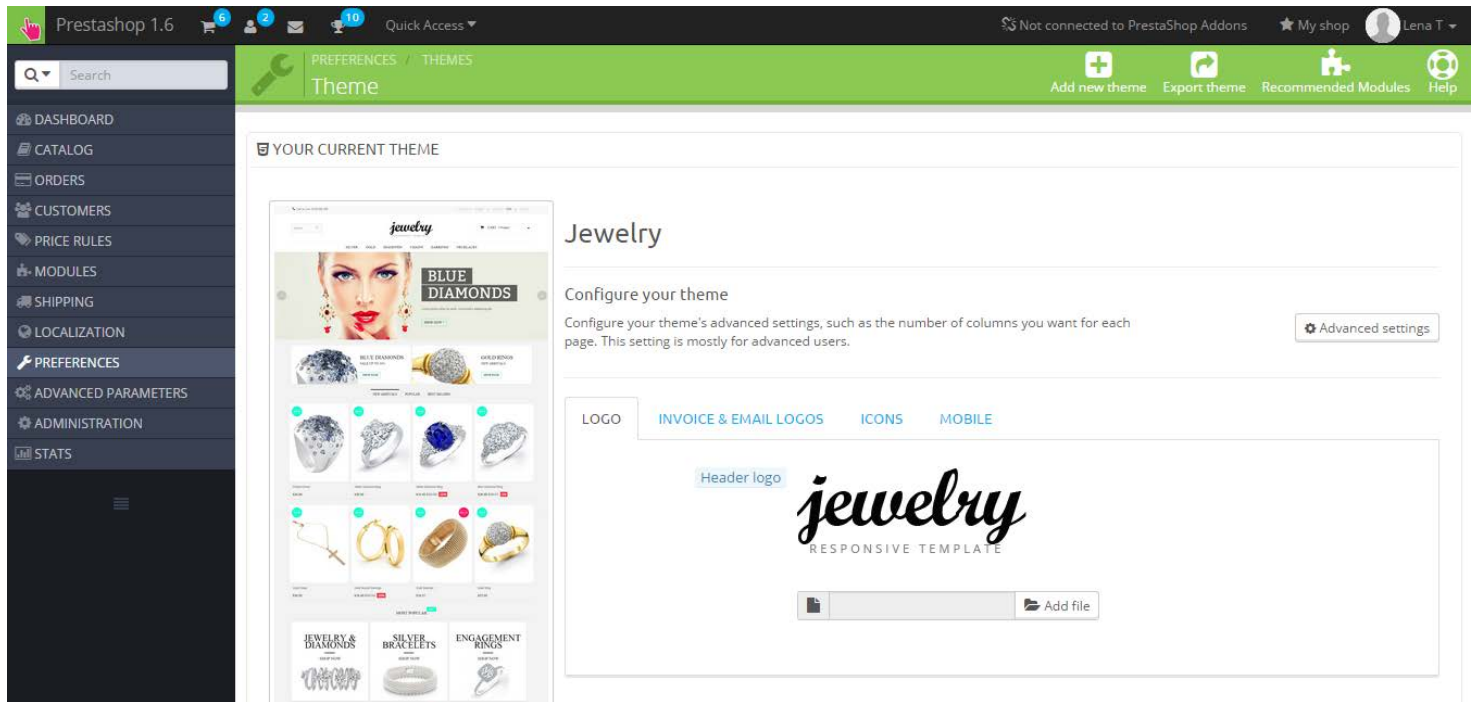 Prestashop 1.6 6 2 10 Quick Access Not connected to PrestaShop Addons My shop Lena T
Search
PREFERENCES / THEMES
Theme
Add new theme Export theme Recommended Modules Help
DASHBOARD
CATALOG
ORDERS
CUSTOMERS
PRICE RULES
MODULES
SHIPPING
LOCALIZATION
PREFERENCES
ADVANCED PARAMETERS
ADMINISTRATION
STATS
YOUR CURRENT THEME
jewelry
BLUE
DIAMONDS
BLUE DIAMONDS
GOLD RINGS
JEWELRY &
DIAMONDS
SILVER
BRACELETS
ENGAGEMENT
RINGS
Jewelry
Configure your theme
Configure your theme's advanced settings, such as the number of columns you want for each
page. This setting is mostly for advanced users.
Advanced settings
LOGO INVOICE & EMAIL LOGOS ICONS MOBILE
Header logo
jewelry
RESPONSIVE TEMPLATE
Add file